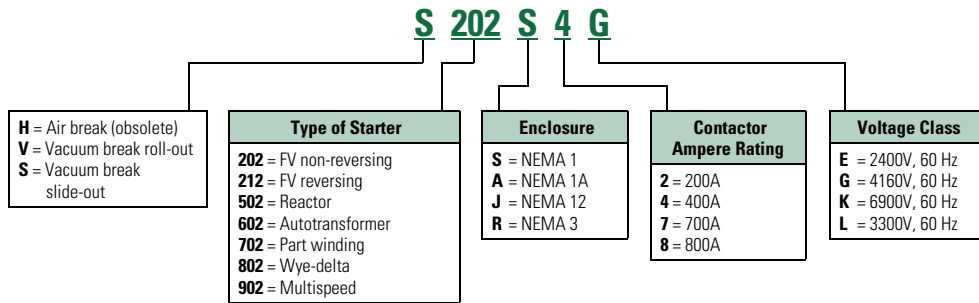 S 202 S 4 G
H = Air break (obsolete)
V = Vacuum break roll-out
S = Vacuum break
slide-out
Type of Starter
202 = FV non-reversing
212 = FV reversing
502 = Reactor
602 = Autotransformer
702 = Part winding
802 = Wye-delta
902 = Multispeed
Enclosure
S = NEMA 1
A = NEMA 1A
J = NEMA 12
R = NEMA 3
Contactor
Ampere Rating
2 = 200A
4 = 400A
7 = 700A
8 = 800A
Voltage Class
E = 2400V, 60 Hz
G = 4160V, 60 Hz
K = 6900V, 60 Hz
L = 3300V, 60 Hz